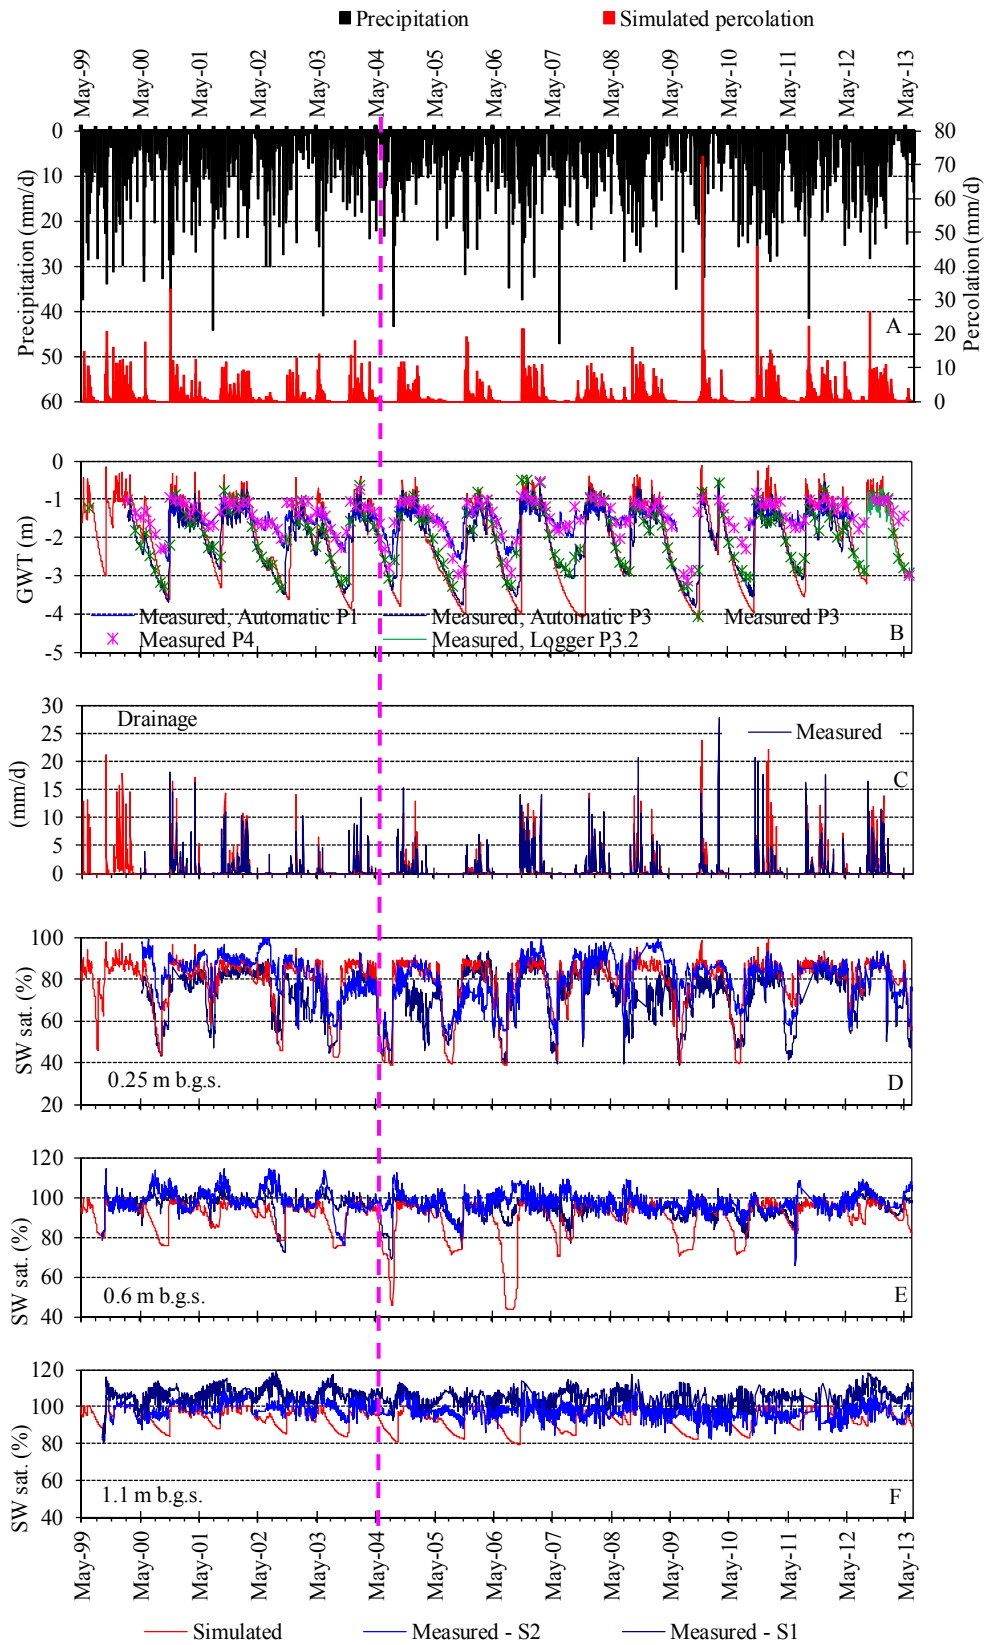 Precipitation
Simulated percolation
May-99
May-00
May-01
May-02
May-03
May-04
May-05
May-06
May-07
May-08
May-09
May-10
May-11
May-12
May-13
Precipitation (mm/d)
0
10
20
30
40
50
60
80
70
60
50
40
30
20
10
0
Percolation (mm/d)
A
GWT (m)
0
-1
-2
-3
-4
-5
Measured, Automatic P1
Measured, Automatic P3
Measured P3
Measured P4
Measured, Logger P3.2
B
(mm/d)
30
25
20
15
10
5
0
Drainage
Measured
C
SW sat. (%)
100
80
60
40
20
0.25 m b.g.s.
D
SW sat. (%)
120
100
80
60
40
0.6 m b.g.s.
E
SW sat. (%)
120
100
80
60
40
1.1 m b.g.s.
F
May-99
May-00
May-01
May-02
May-03
May-04
May-05
May-06
May-07
May-08
May-09
May-10
May-11
May-12
May-13
Simulated
Measured - S2
Measured - S1